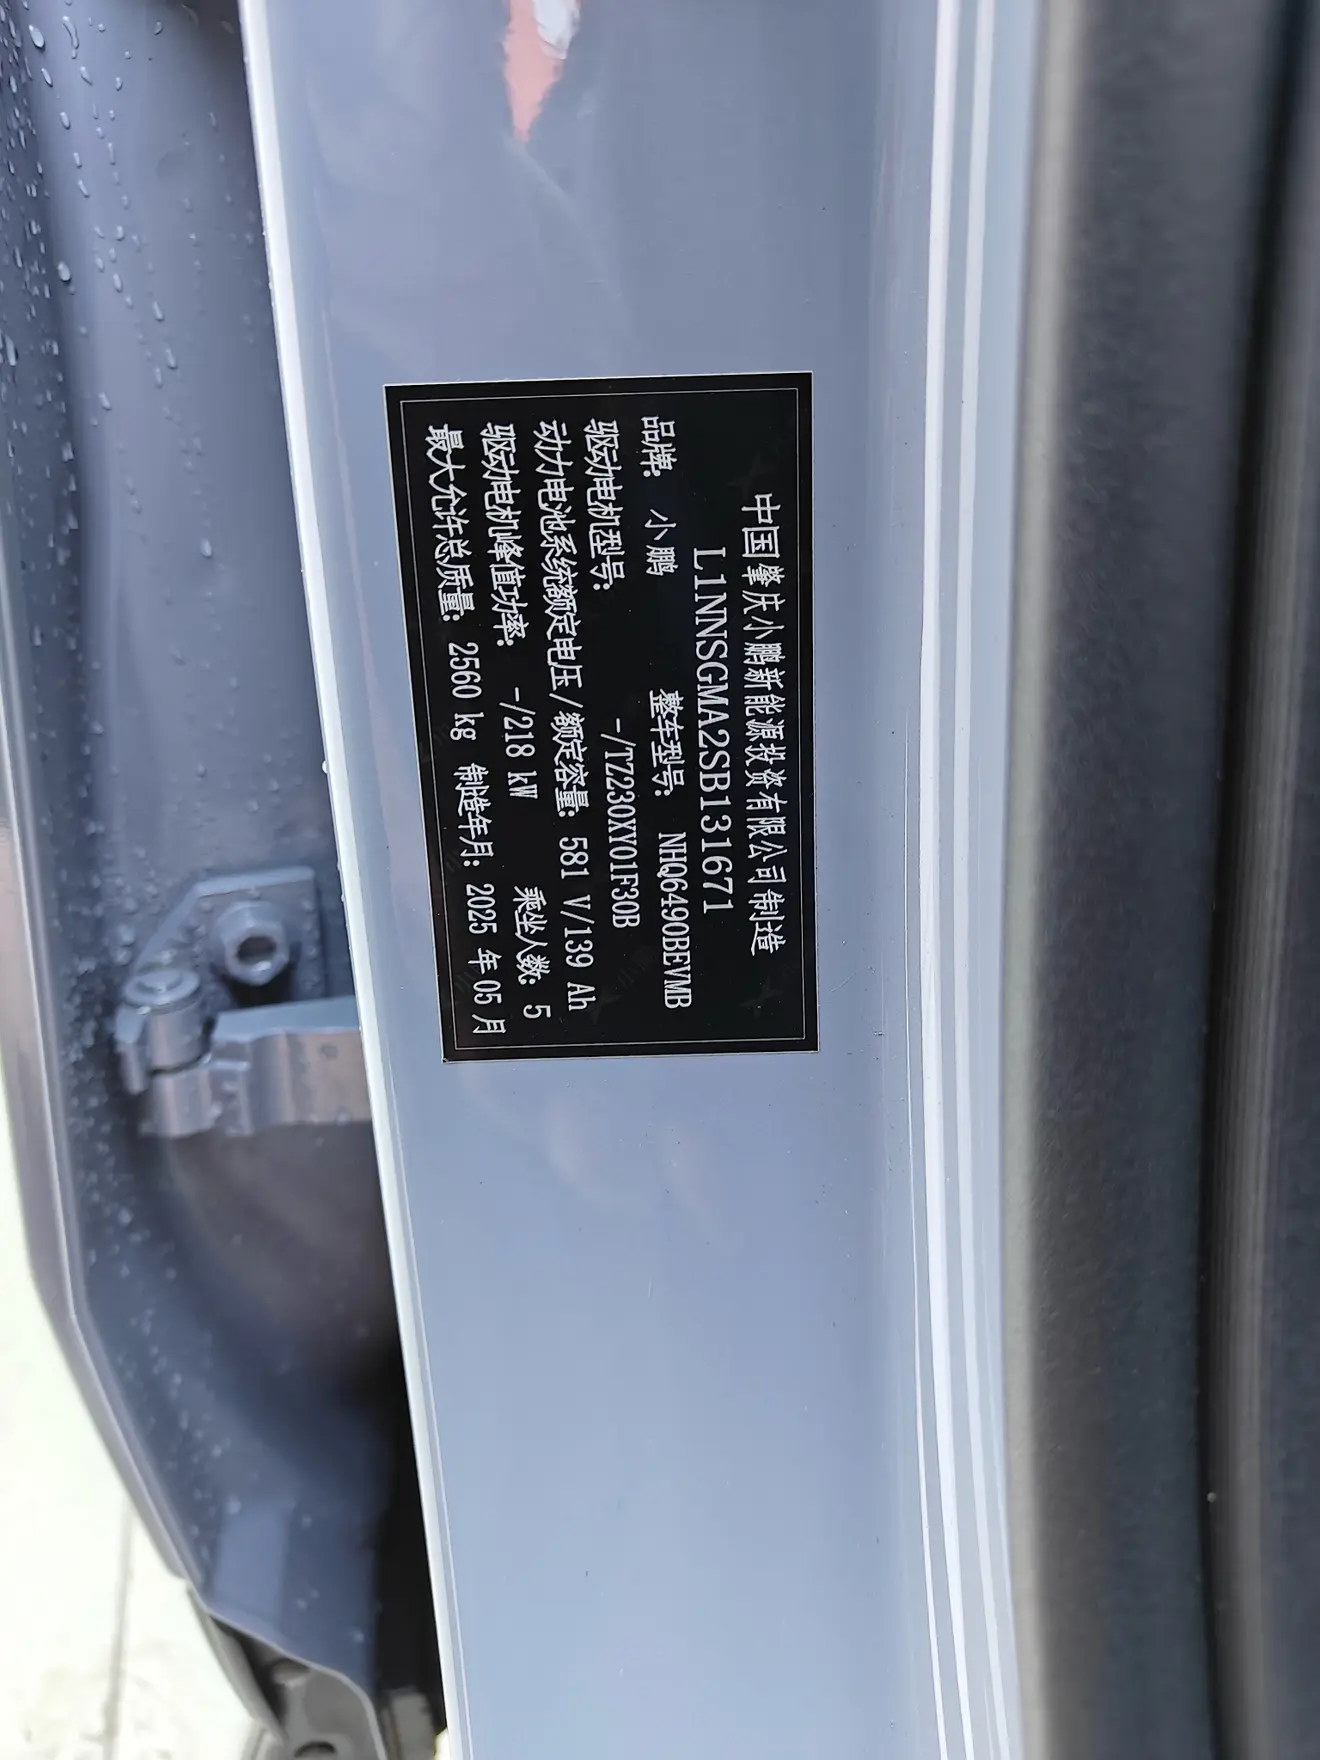 中国肇庆小鹏新能源投资有限公司制造
L1NNSGMA2SB131671
品牌: 小鹏 整车型号: NHQ6490BEVMB
驱动电机型号: -/TZ230XY01F30B
动力电池系统额定电压/额定容量: 581 V/139 Ah
驱动电机峰值功率: -/218 kW 乘坐人数: 5
最大允许总质量: 2560 kg 制造年月: 2025 年 05 月